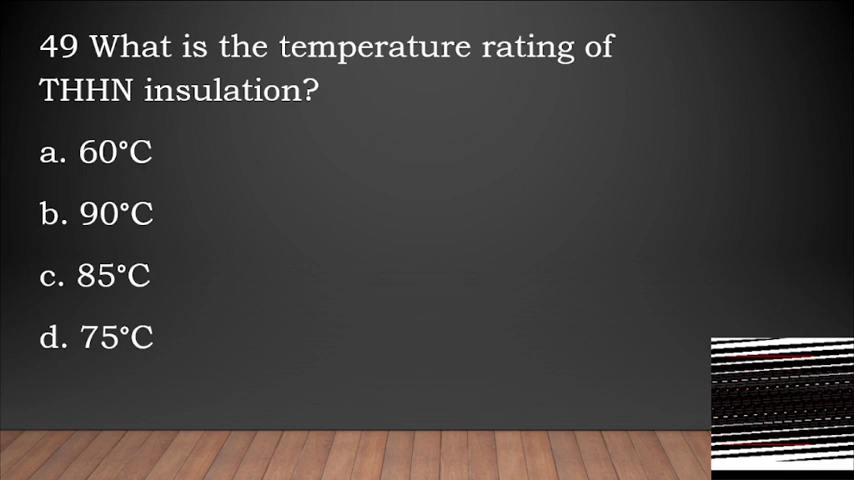 49 What is the temperature rating of
THHN insulation?
a. 60°C
b. 90°C
c. 85°C
d. 75°C